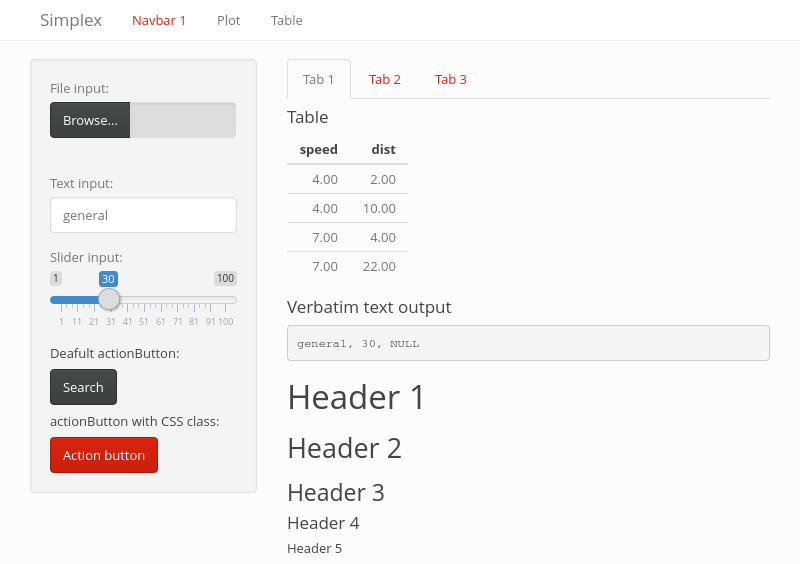 Simplex Navbar 1 Plot Table
File input:
Browse...
Text input:
general
Slider input:
1 30 100
1 11 21 31 41 51 61 71 81 91 100
Deafult actionButton:
Search
actionButton with CSS class:
Action button
Tab 1 Tab 2 Tab 3
Table
speed dist
4.00 2.00
4.00 10.00
7.00 4.00
7.00 22.00
Verbatim text output
general, 30, NULL
Header 1
Header 2
Header 3
Header 4
Header 5